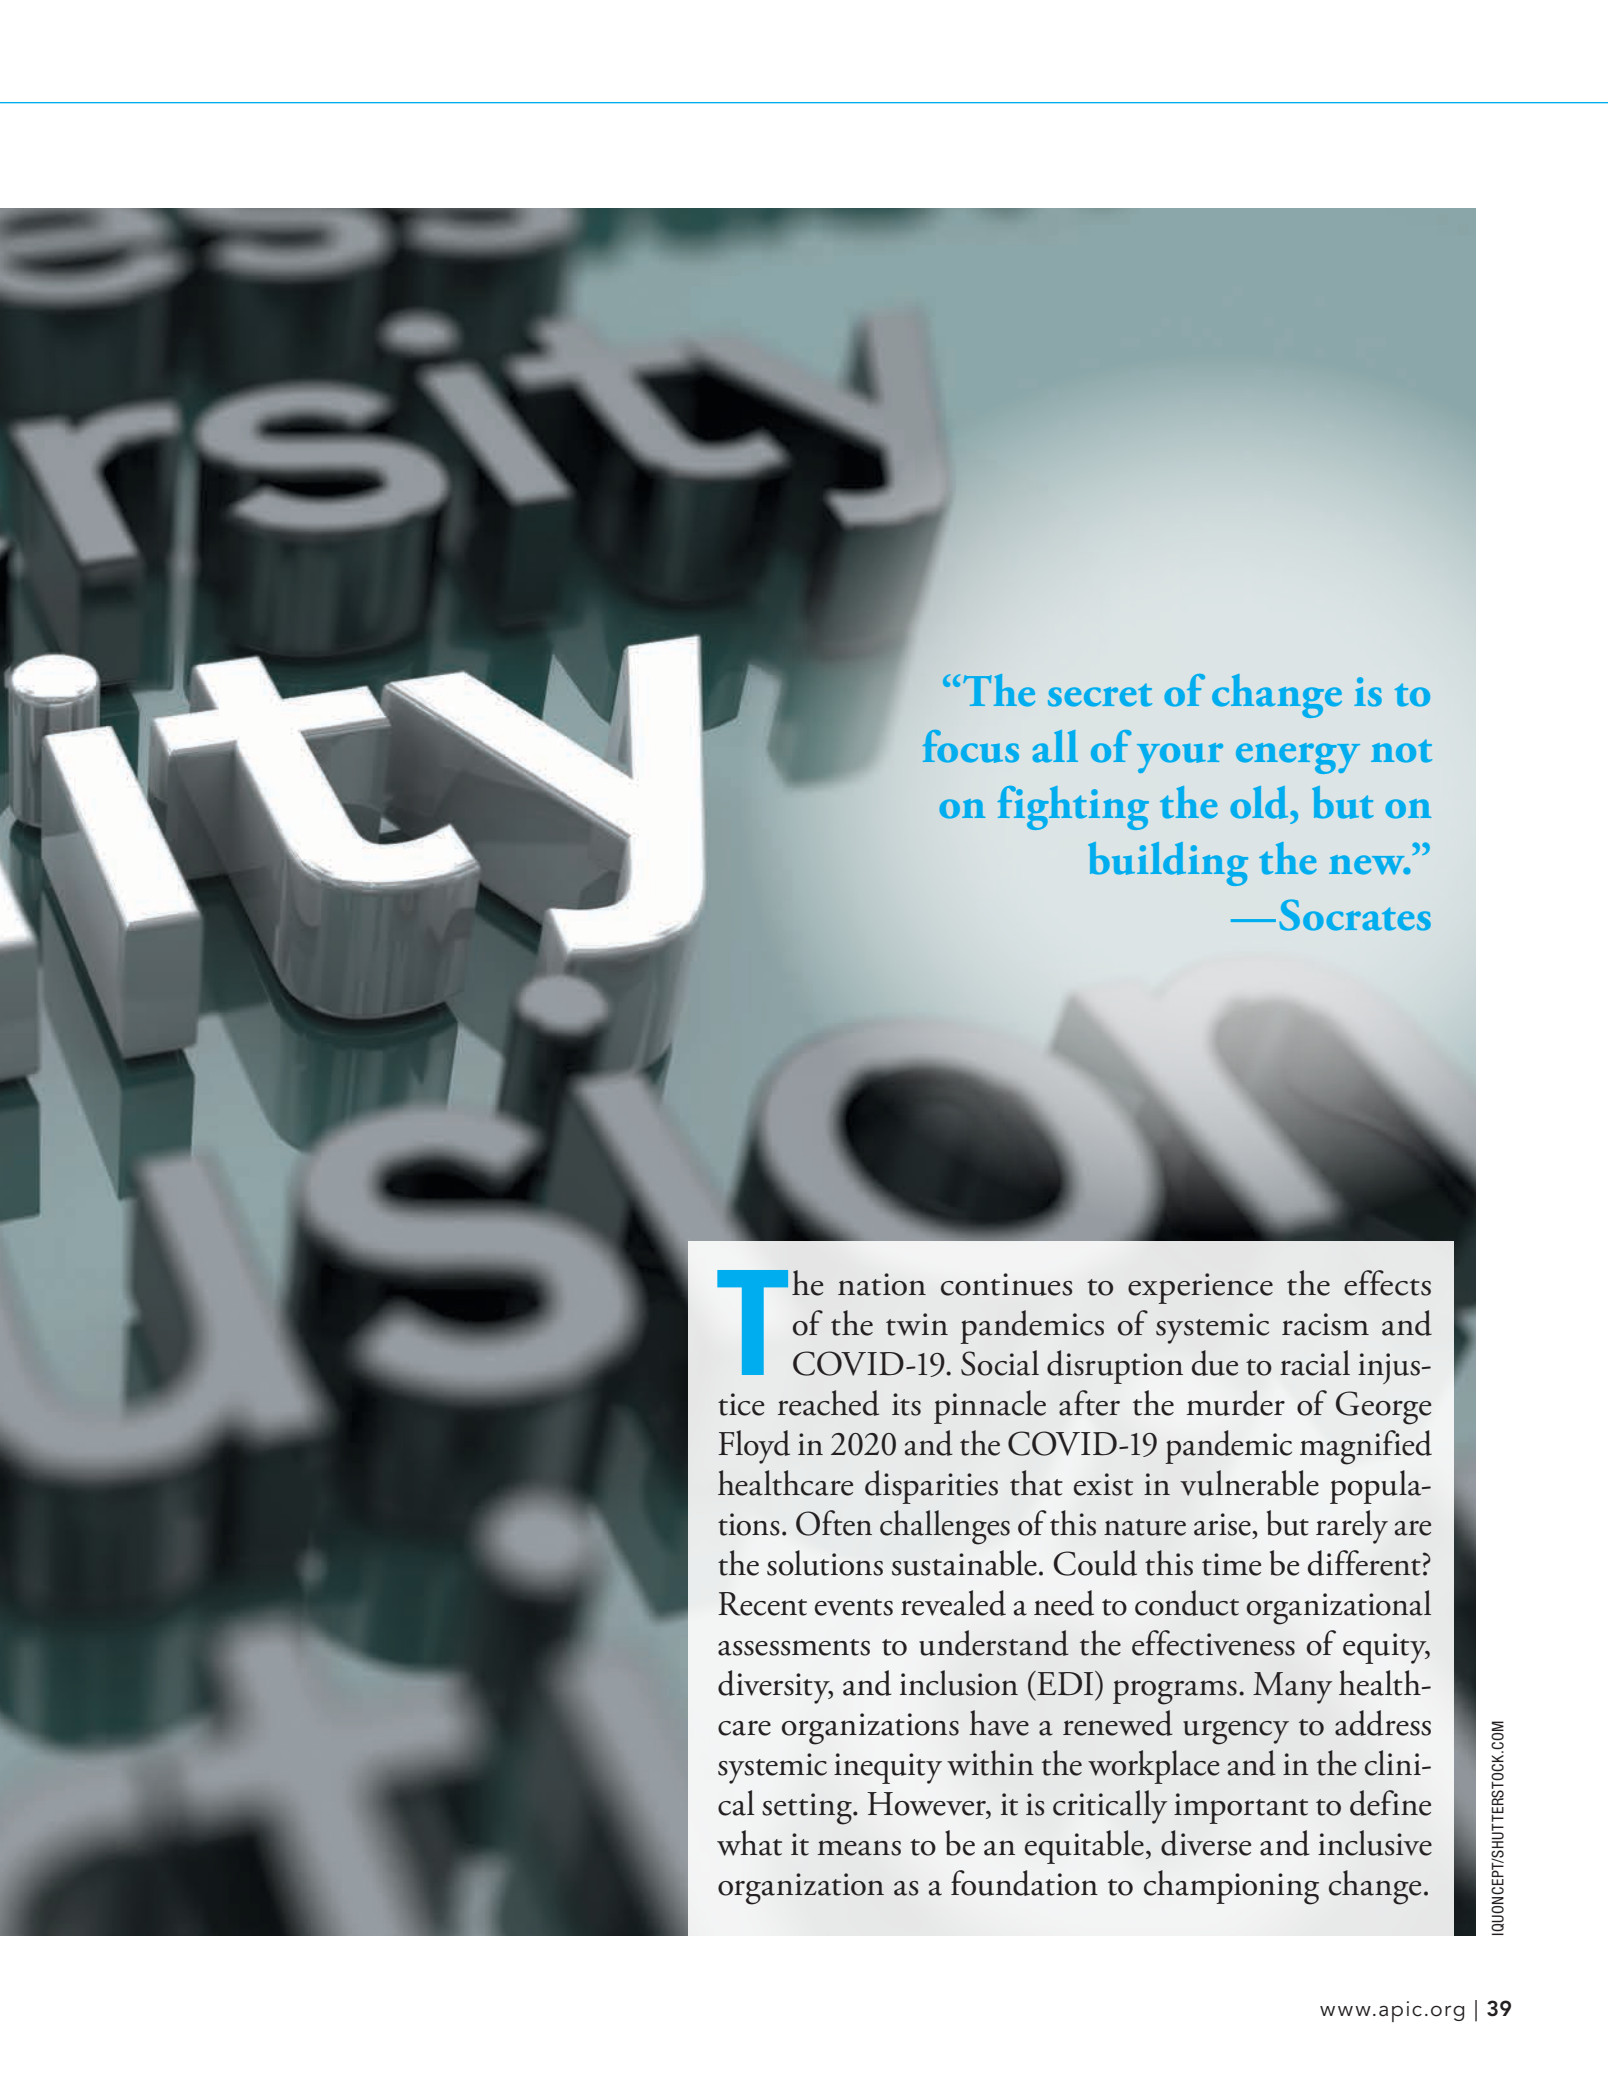 ess
rsity
ity
usion
“The secret of change is to
focus all of your energy not
on fighting the old, but on
building the new.”
—Socrates
The nation continues to experience the effects
of the twin pandemics of systemic racism and
COVID-19. Social disruption due to racial injus-
tice reached its pinnacle after the murder of George
Floyd in 2020 and the COVID-19 pandemic magnified
healthcare disparities that exist in vulnerable popula-
tions. Often challenges of this nature arise, but rarely are
the solutions sustainable. Could this time be different?
Recent events revealed a need to conduct organizational
assessments to understand the effectiveness of equity,
diversity, and inclusion (EDI) programs. Many health-
care organizations have a renewed urgency to address
systemic inequity within the workplace and in the clini-
cal setting. However, it is critically important to define
what it means to be an equitable, diverse and inclusive
organization as a foundation to championing change.
IQUONCEPT/SHUTTERSTOCK.COM
www.apic.org | 39